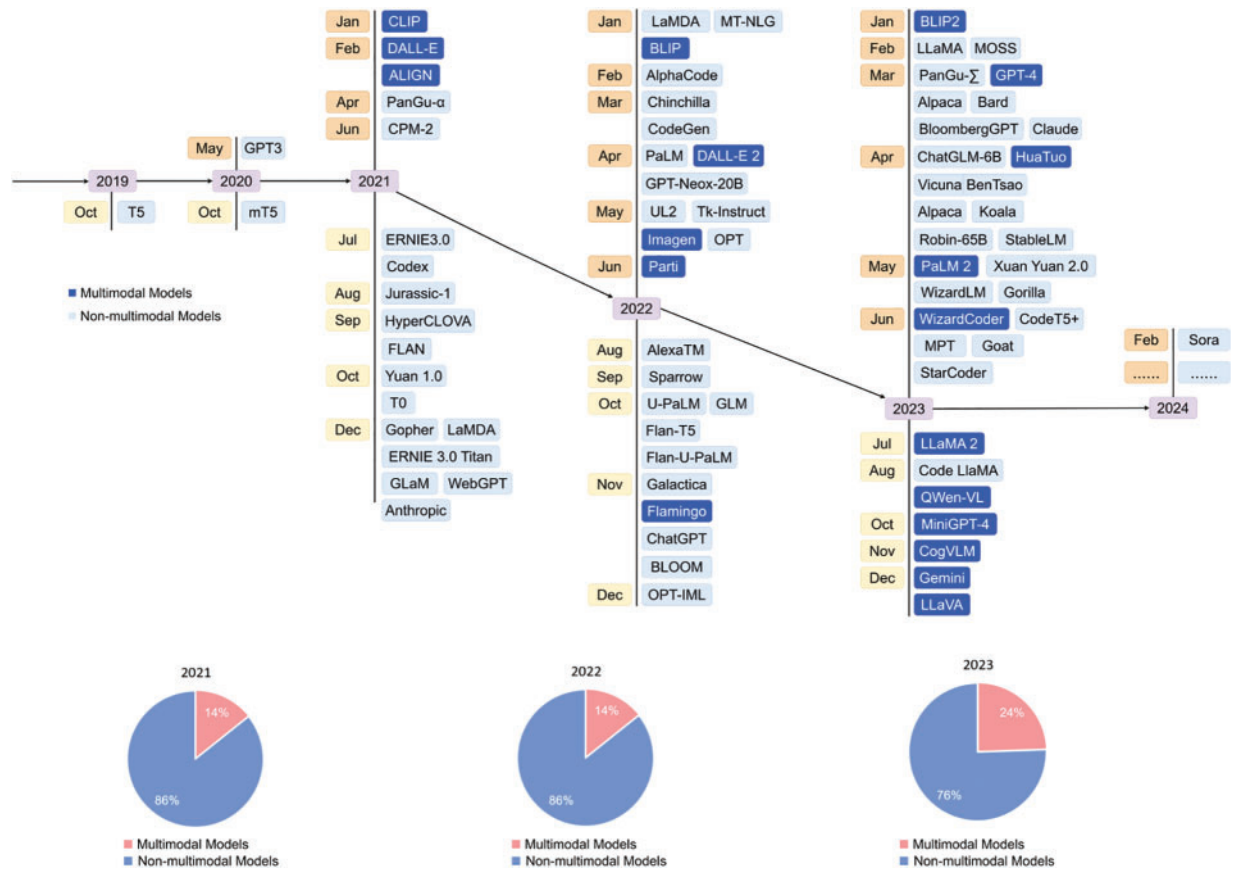 Jan CLIP
Feb DALL-E
ALIGN
Apr PanGu-α
Jun CPM-2
May GPT3
2019
2020
2021
Oct T5
Oct mT5
Jul ERNIE3.0
Codex
Aug Jurassic-1
Sep HyperCLOVA
FLAN
Oct Yuan 1.0
T0
Dec Gopher LaMDA
ERNIE 3.0 Titan
GLaM WebGPT
Anthropic
Multimodal Models
Non-multimodal Models
Jan LaMDA MT-NLG
BLIP
Feb AlphaCode
Mar Chinchilla
CodeGen
Apr PaLM DALL-E 2
GPT-Neox-20B
May UL2 Tk-Instruct
Imagen OPT
Jun Parti
2022
Aug AlexaTM
Sep Sparrow
Oct U-PaLM GLM
Flan-T5
Flan-U-PaLM
Nov Galactica
Flamingo
ChatGPT
BLOOM
Dec OPT-IML
Jan BLIP2
Feb LLaMA MOSS
Mar PanGu-∑ GPT-4
Alpaca Bard
BloombergGPT Claude
Apr ChatGLM-6B HuaTuo
Vicuna BenTsao
Alpaca Koala
Robin-65B StableLM
May PaLM 2 Xuan Yuan 2.0
WizardLM Gorilla
Jun WizardCoder CodeT5+
MPT Goat
StarCoder
2023
Jul LLaMA 2
Aug Code LlaMA
QWen-VL
Oct MiniGPT-4
Nov CogVLM
Dec Gemini
LLaVA
Feb Sora
...... ......
2024
2021
14%
86%
Multimodal Models
Non-multimodal Models
2022
14%
86%
Multimodal Models
Non-multimodal Models
2023
24%
76%
Multimodal Models
Non-multimodal Models